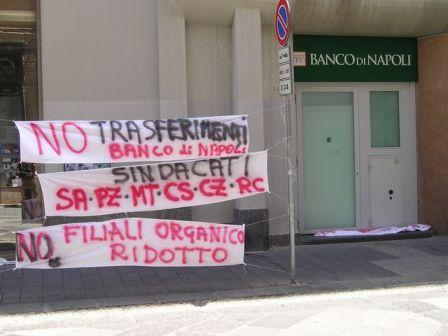 BANCO DI NAPOLI
NO TRASFERIMENTI
BANCO di NAPOLI
SINDACATI
SA·PZ·MT·CS·CZ·RC
NO FILIALI ORGANICO
RIDOTTO